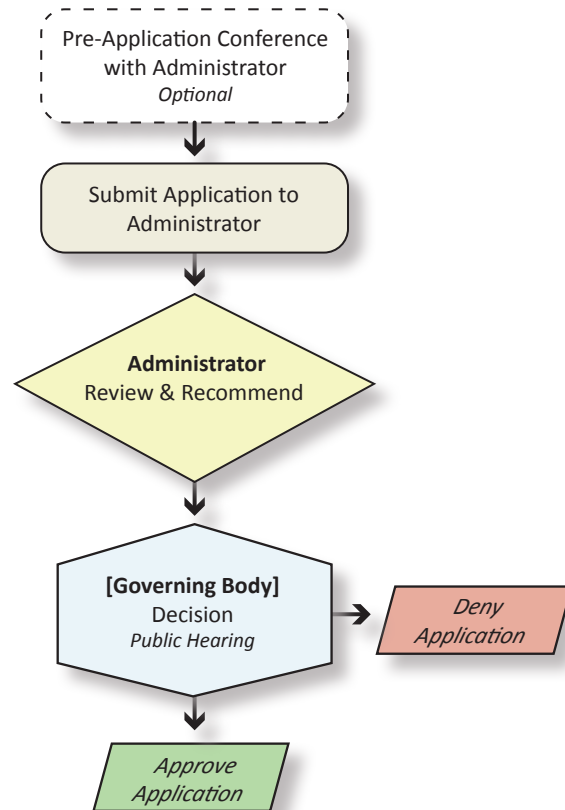 Pre-Application Conference
with Administrator
Optional
Submit Application to
Administrator
Administrator
Review & Recommend
[Governing Body]
Decision
Public Hearing
Deny
Application
Approve
Application